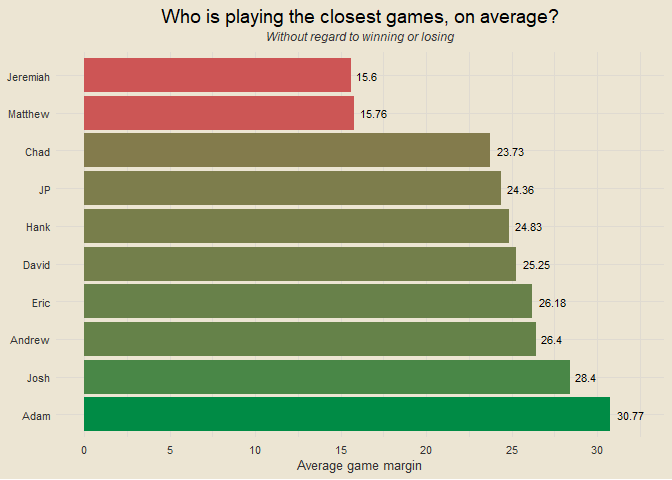 Who is playing the closest games, on average?
Without regard to winning or losing
Jeremiah 15.6
Matthew 15.76
Chad 23.73
JP 24.36
Hank 24.83
David 25.25
Eric 26.18
Andrew 26.4
Josh 28.4
Adam 30.77
0 5 10 15 20 25 30
Average game margin